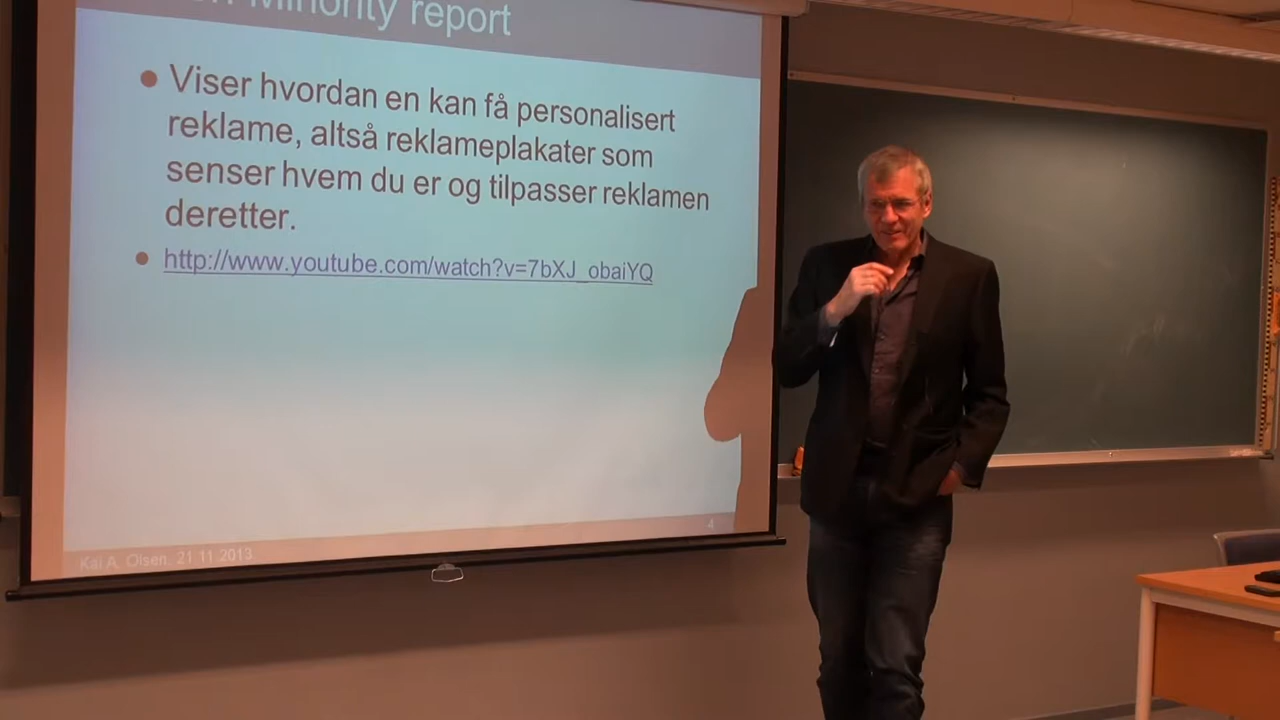 Minority report
Viser hvordan en kan få personalisert
reklame, altså reklameplakater som
senser hvem du er og tilpasser reklamen
deretter.
http://www.youtube.com/watch?v=7bXJ_obaiYQ
4
Kai A. Olsen, 21.11.2013